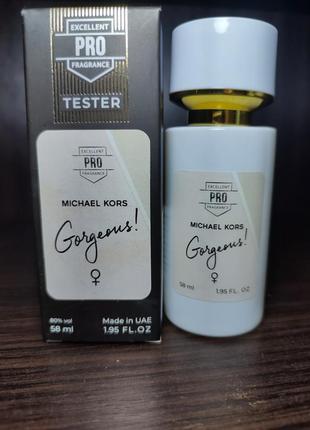 EXCELLENT
PRO
FRAGRANCE
TESTER
EXCELLENT
PRO
FRAGRANCE
MICHAEL KORS
Gorgeous!
80% vol
58 ml
Made in UAE
1.95 FL.OZ
EXCELLENT
PRO
FRAGRANCE
MICHAEL KORS
Gorgeous!
58 ml
1.95 FL. OZ